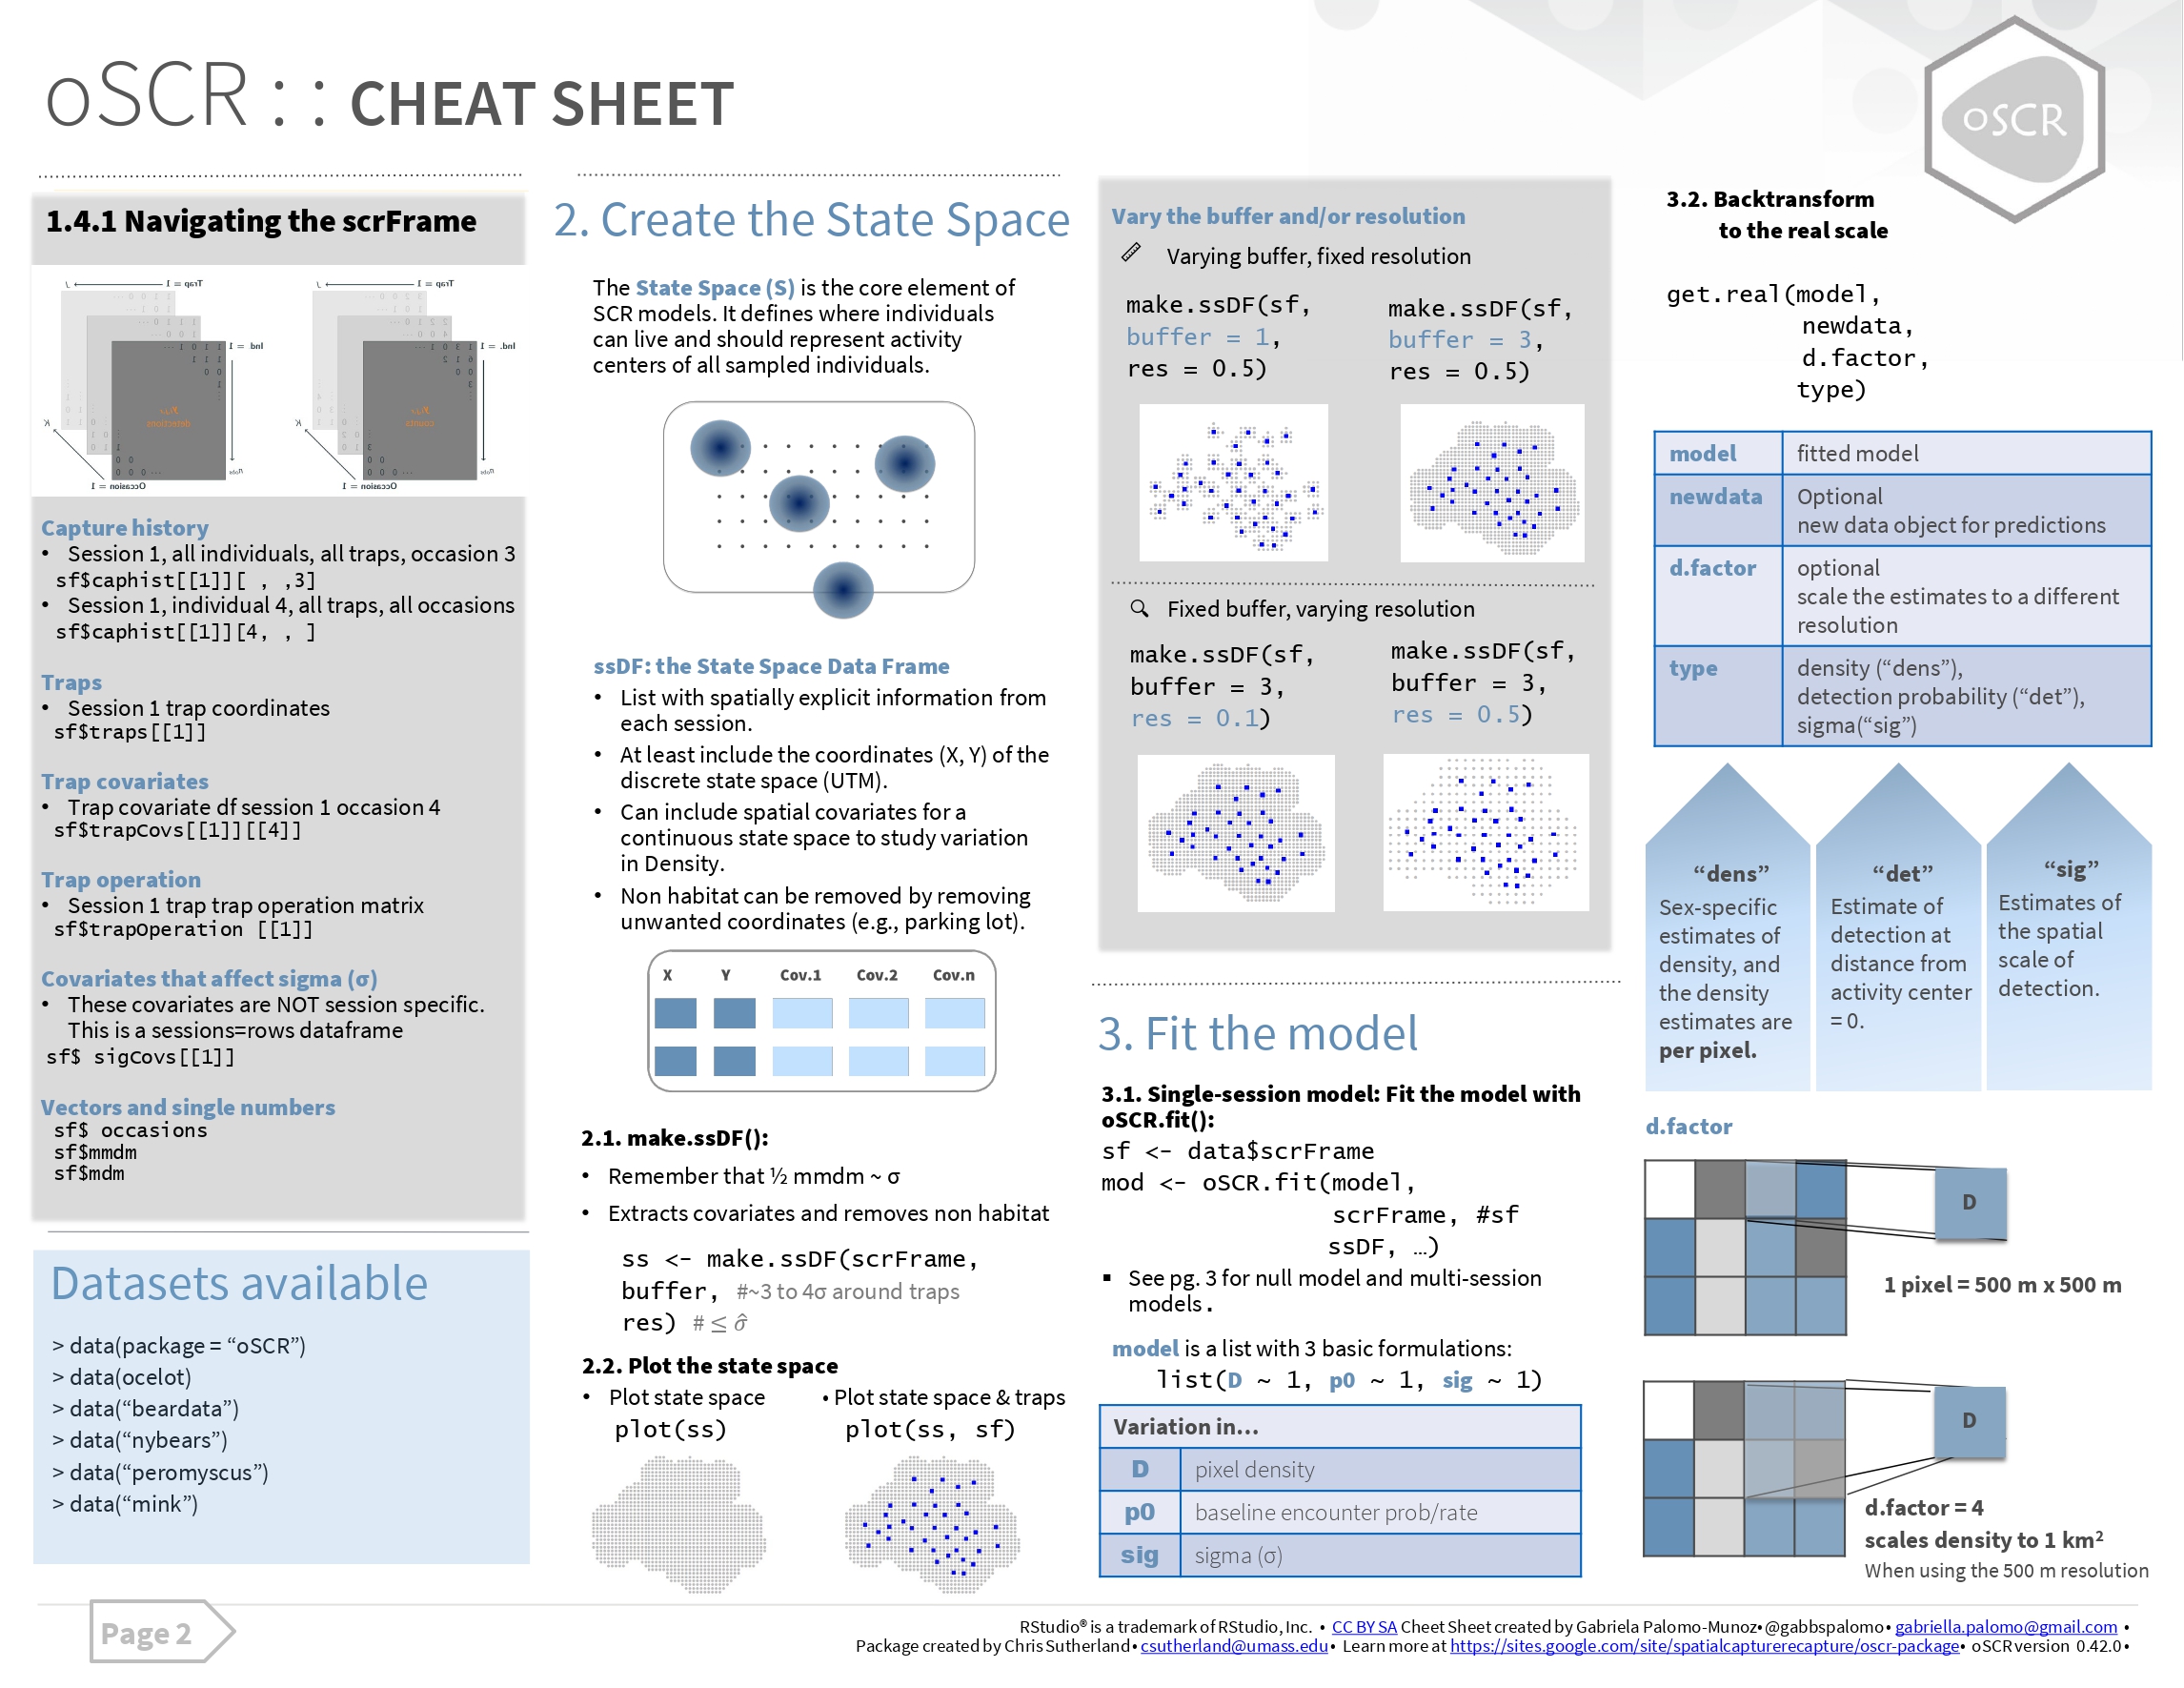 oSCR : : CHEAT SHEET
oSCR
1.4.1 Navigating the scrFrame
Trap = 1
J
Ind = 1
detections
K
Occasion = 1
Trap = 1
J
Ind. = 1
counts
K
Occasion = 1
Capture history
• Session 1, all individuals, all traps, occasion 3
sf$caphist[[1]][ , ,3]
• Session 1, individual 4, all traps, all occasions
sf$caphist[[1]][4, , ]
Traps
• Session 1 trap coordinates
sf$traps[[1]]
Trap covariates
• Trap covariate df session 1 occasion 4
sf$trapCovs[[1]][[4]]
Trap operation
• Session 1 trap trap operation matrix
sf$trapOperation [[1]]
Covariates that affect sigma (σ)
• These covariates are NOT session specific.
This is a sessions=rows dataframe
sf$ sigCovs[[1]]
Vectors and single numbers
sf$ occasions
sf$mmdm
sf$mdm
Datasets available
> data(package = “oSCR”)
> data(ocelot)
> data(“beardata”)
> data(“nybears”)
> data(“peromyscus”)
> data(“mink”)
2. Create the State Space
The State Space (S) is the core element of
SCR models. It defines where individuals
can live and should represent activity
centers of all sampled individuals.
ssDF: the State Space Data Frame
• List with spatially explicit information from
each session.
• At least include the coordinates (X, Y) of the
discrete state space (UTM).
• Can include spatial covariates for a
continuous state space to study variation
in Density.
• Non habitat can be removed by removing
unwanted coordinates (e.g., parking lot).
X Y Cov.1 Cov.2 Cov.n
2.1. make.ssDF():
• Remember that ½ mmdm ~ σ
• Extracts covariates and removes non habitat
ss <- make.ssDF(scrFrame,
buffer, #~3 to 4σ around traps
res) # ≤ σ̂
2.2. Plot the state space
• Plot state space
plot(ss)
• Plot state space & traps
plot(ss, sf)
Vary the buffer and/or resolution
Varying buffer, fixed resolution
make.ssDF(sf,
buffer = 1,
res = 0.5)
make.ssDF(sf,
buffer = 3,
res = 0.5)
Fixed buffer, varying resolution
make.ssDF(sf,
buffer = 3,
res = 0.1)
make.ssDF(sf,
buffer = 3,
res = 0.5)
3. Fit the model
3.1. Single-session model: Fit the model with
oSCR.fit():
sf <- data$scrFrame
mod <- oSCR.fit(model,
scrFrame, #sf
ssDF, …)
▪ See pg. 3 for null model and multi-session
models.
model is a list with 3 basic formulations:
list(D ~ 1, p0 ~ 1, sig ~ 1)
Variation in…
D pixel density
p0 baseline encounter prob/rate
sig sigma (σ)
3.2. Backtransform
to the real scale
get.real(model,
newdata,
d.factor,
type)
model fitted model
newdata Optional
new data object for predictions
d.factor optional
scale the estimates to a different
resolution
type density (“dens”),
detection probability (“det”),
sigma(“sig”)
“dens”
Sex-specific
estimates of
density, and
the density
estimates are
per pixel.
“det”
Estimate of
detection at
distance from
activity center
= 0.
“sig”
Estimates of
the spatial
scale of
detection.
d.factor
D
1 pixel = 500 m x 500 m
D
d.factor = 4
scales density to 1 km²
When using the 500 m resolution
Page 2
RStudio® is a trademark of RStudio, Inc. • CC BY SA Cheet Sheet created by Gabriela Palomo-Munoz• @gabbspalomo• gabriella.palomo@gmail.com •
Package created by Chris Sutherland• csutherland@umass.edu• Learn more at https://sites.google.com/site/spatialcapturerecapture/oscr-package• oSCR version 0.42.0•